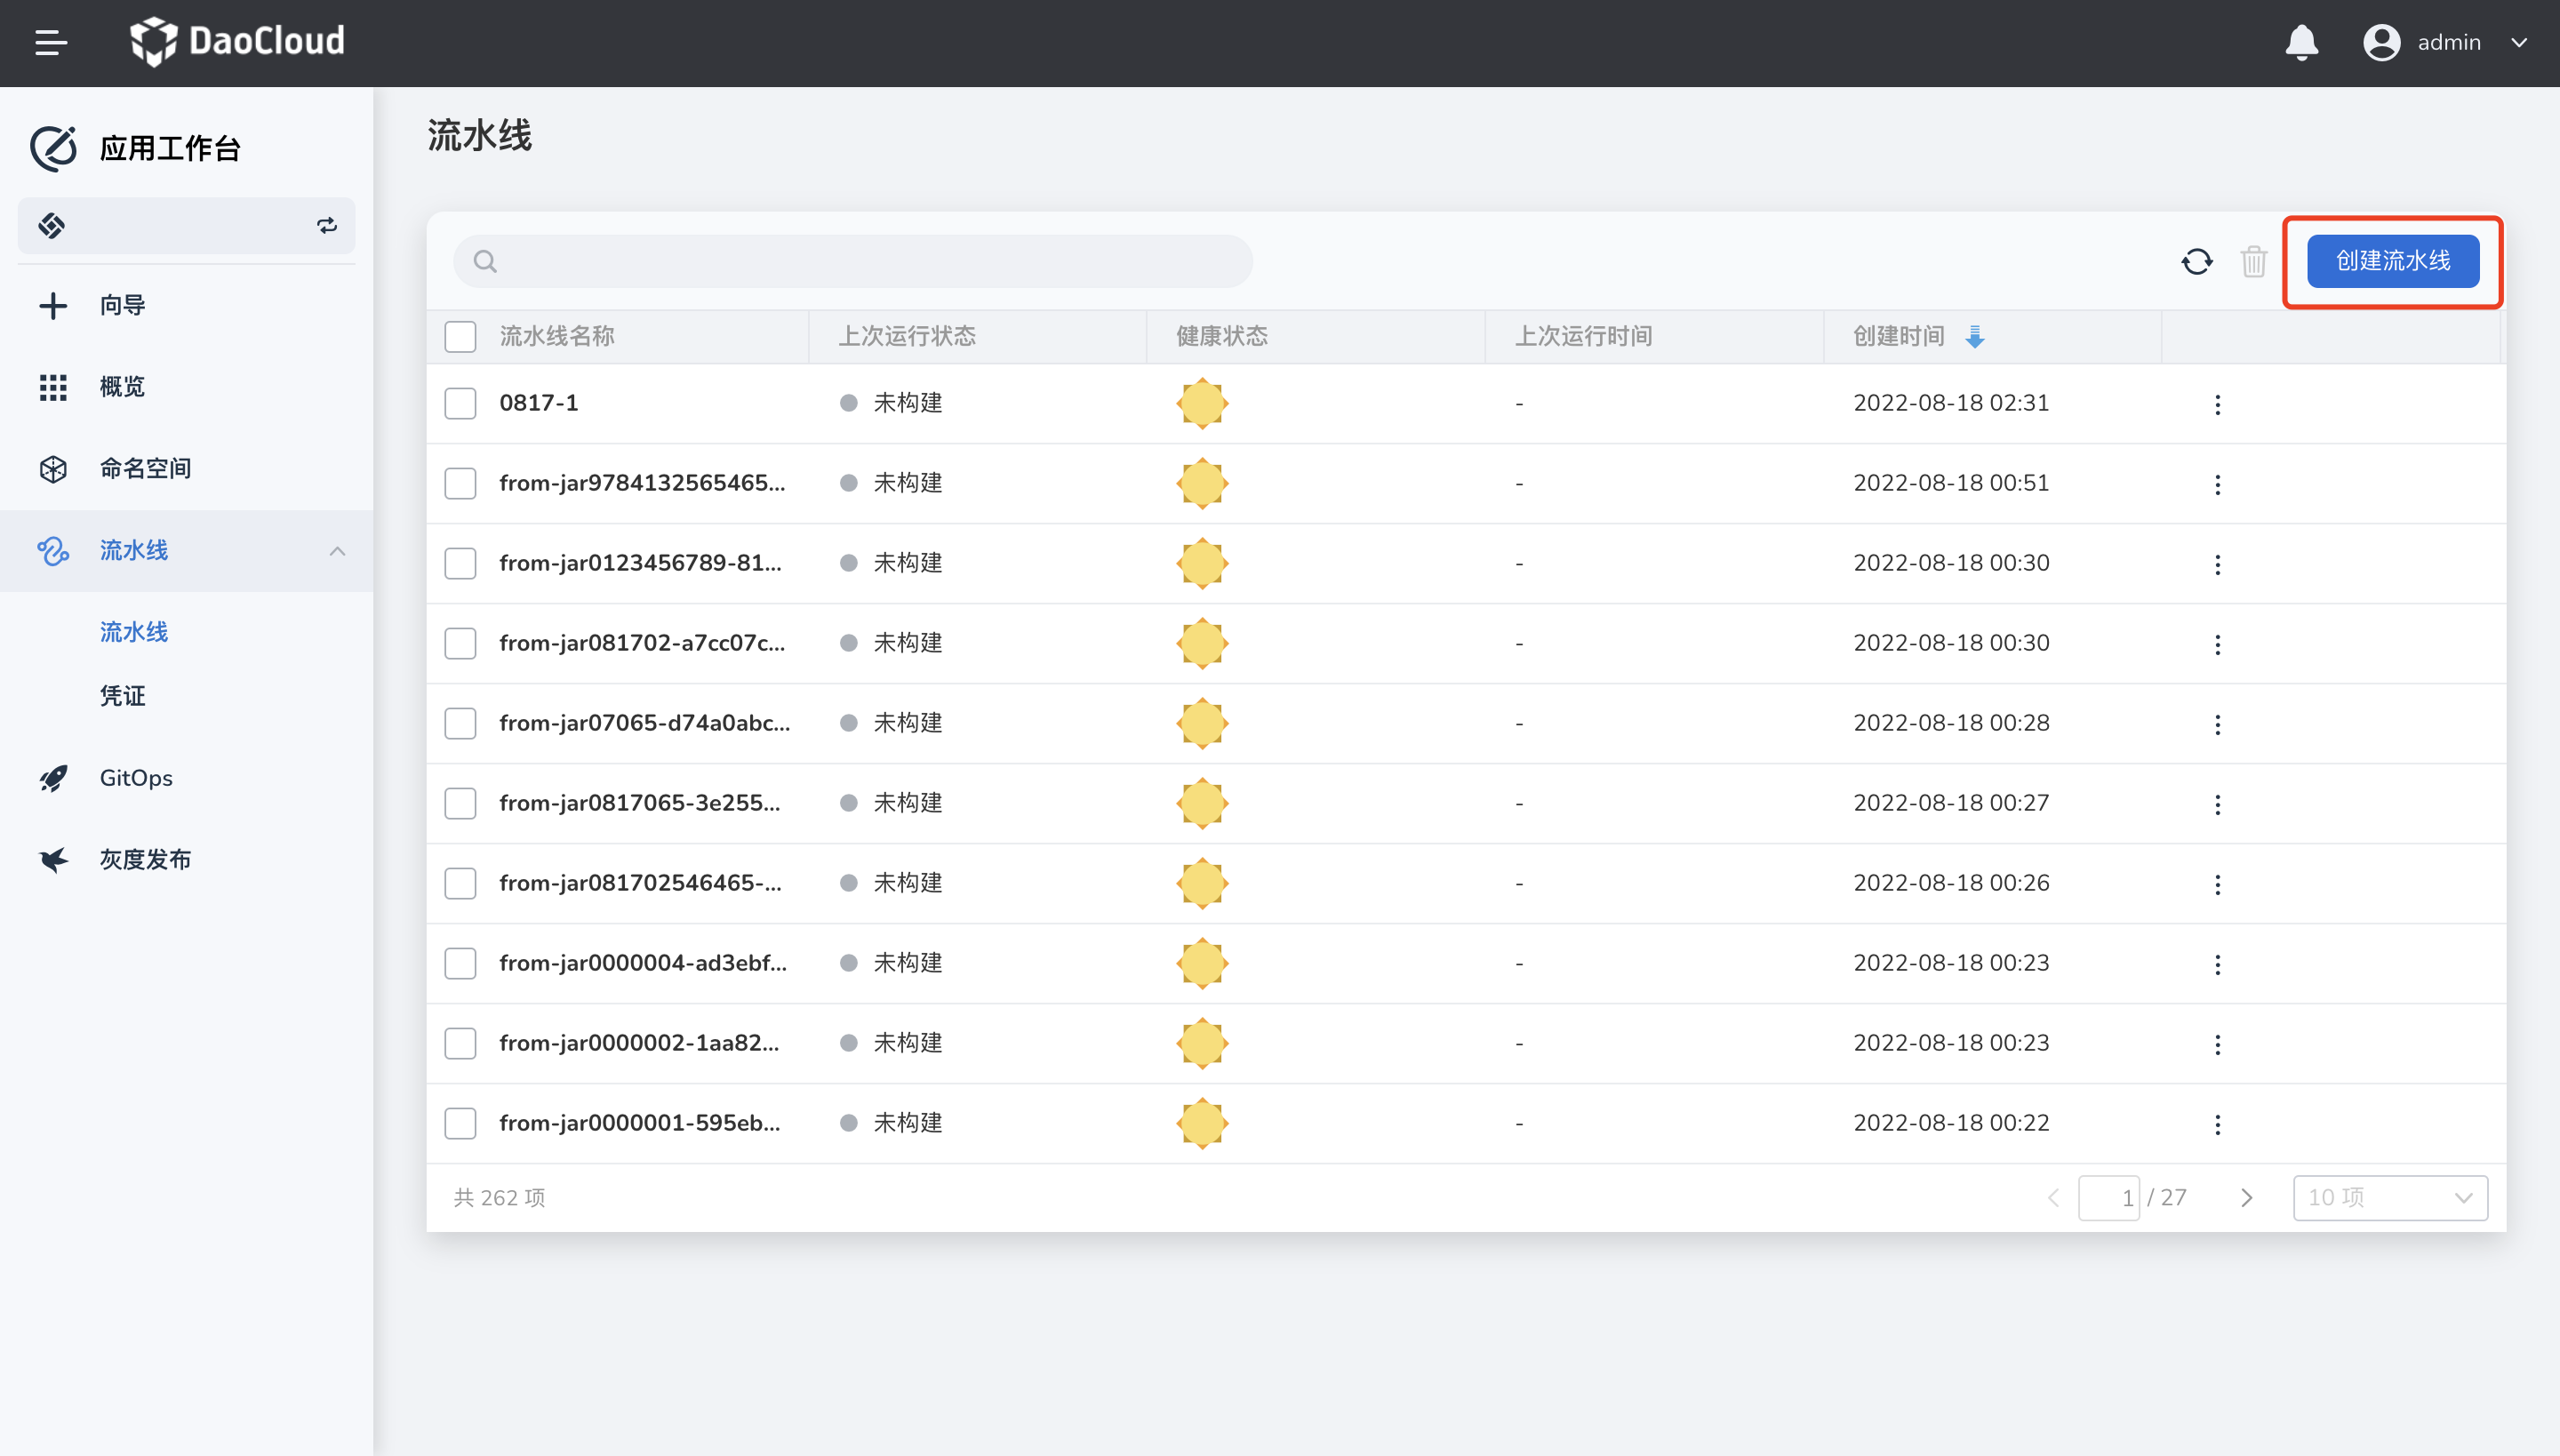 DaoCloud
admin
应用工作台
向导
概览
命名空间
流水线
流水线
凭证
GitOps
灰度发布
流水线
创建流水线
流水线名称 上次运行状态 健康状态 上次运行时间 创建时间
0817-1 未构建 - 2022-08-18 02:31
from-jar9784132565465... 未构建 - 2022-08-18 00:51
from-jar0123456789-81... 未构建 - 2022-08-18 00:30
from-jar081702-a7cc07c... 未构建 - 2022-08-18 00:30
from-jar07065-d74a0abc... 未构建 - 2022-08-18 00:28
from-jar0817065-3e255... 未构建 - 2022-08-18 00:27
from-jar081702546465-... 未构建 - 2022-08-18 00:26
from-jar0000004-ad3ebf... 未构建 - 2022-08-18 00:23
from-jar0000002-1aa82... 未构建 - 2022-08-18 00:23
from-jar0000001-595eb... 未构建 - 2022-08-18 00:22
共 262 项 1 / 27 10 项